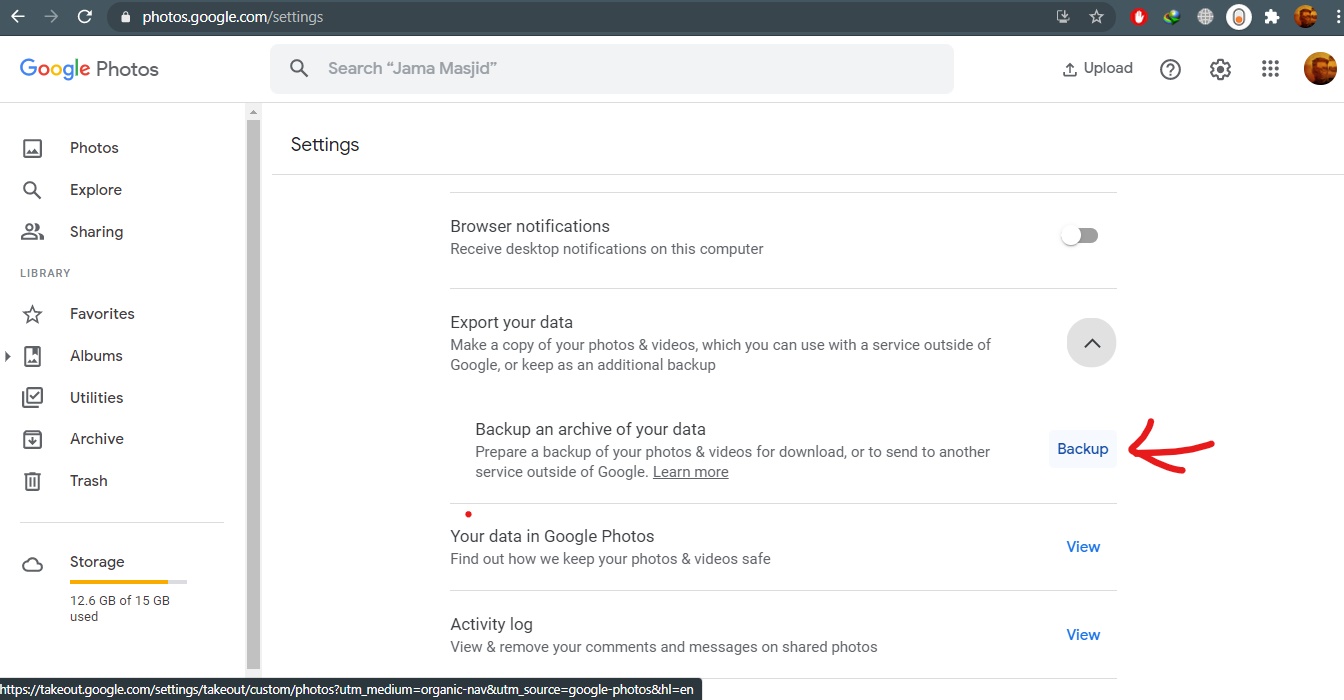 photos.google.com/settings
Google Photos
Search “Jama Masjid”
Upload
Photos
Explore
Sharing
LIBRARY
Favorites
Albums
Utilities
Archive
Trash
Storage
12.6 GB of 15 GB
used
Settings
Browser notifications
Receive desktop notifications on this computer
Export your data
Make a copy of your photos & videos, which you can use with a service outside of
Google, or keep as an additional backup
Backup an archive of your data
Prepare a backup of your photos & videos for download, or to send to another
service outside of Google. Learn more
Backup
Your data in Google Photos
Find out how we keep your photos & videos safe
View
Activity log
View & remove your comments and messages on shared photos
View
https://takeout.google.com/settings/takeout/custom/photos?utm_medium=organic-nav&utm_source=google-photos&hl=en